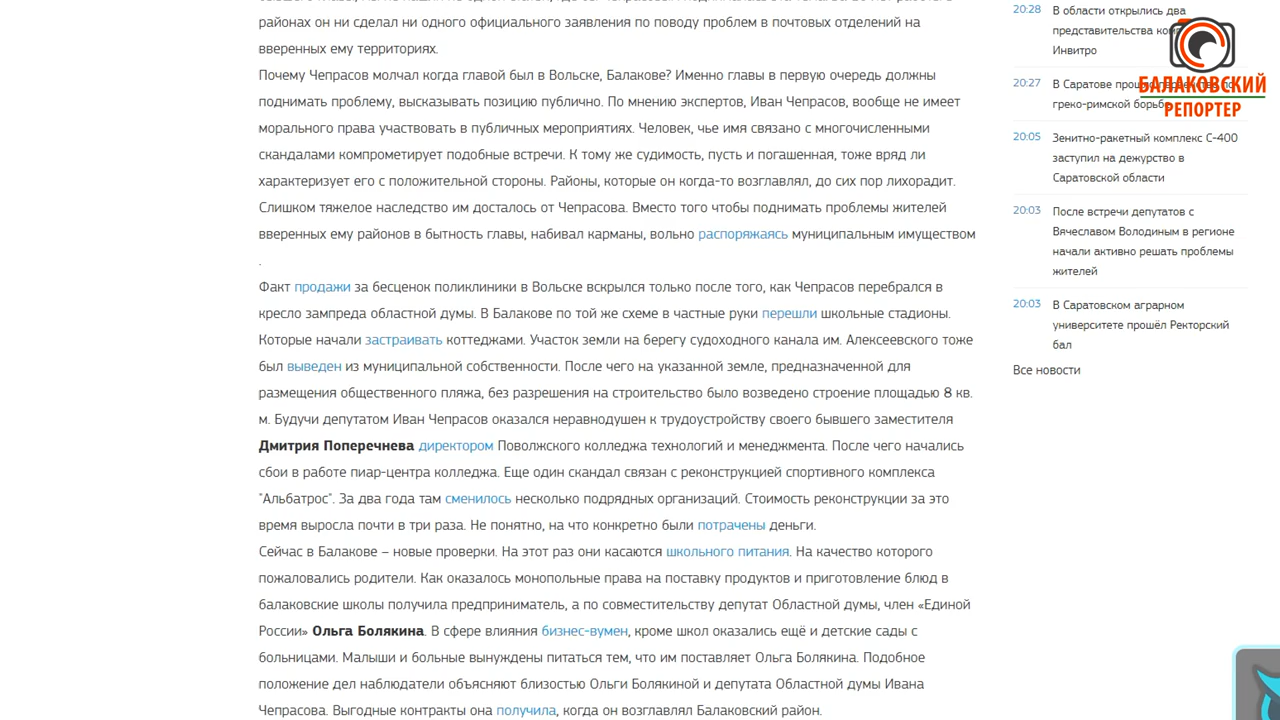 районах он ни сделал ни одного официального заявления по поводу проблем в почтовых отделений на
вверенных ему территориях.
Почему Чепрасов молчал когда главой был в Вольске, Балакове? Именно главы в первую очередь должны
поднимать проблему, высказывать позицию публично. По мнению экспертов, Иван Чепрасов, вообще не имеет
морального права участвовать в публичных мероприятиях. Человек, чье имя связано с многочисленными
скандалами компрометирует подобные встречи. К тому же судимость, пусть и погашенная, тоже вряд ли
характеризует его с положительной стороны. Районы, которые он когда-то возглавлял, до сих пор лихорадит.
Слишком тяжелое наследство им досталось от Чепрасова. Вместо того чтобы поднимать проблемы жителей
вверенных ему районов в бытность главы, набивал карманы, вольно распоряжаясь муниципальным имуществом
.
Факт продажи за бесценок поликлиники в Вольске вскрылся только после того, как Чепрасов перебрался в
кресло зампреда областной думы. В Балакове по той же схеме в частные руки перешли школьные стадионы.
Которые начали застраивать коттеджами. Участок земли на берегу судоходного канала им. Алексеевского тоже
был выведен из муниципальной собственности. После чего на указанной земле, предназначенной для
размещения общественного пляжа, без разрешения на строительство было возведено строение площадью 8 кв.
м. Будучи депутатом Иван Чепрасов оказался неравнодушен к трудоустройству своего бывшего заместителя
Дмитрия Поперечнева директором Поволжского колледжа технологий и менеджмента. После чего начались
сбои в работе пиар-центра колледжа. Еще один скандал связан с реконструкцией спортивного комплекса
"Альбатрос". За два года там сменилось несколько подрядных организаций. Стоимость реконструкции за это
время выросла почти в три раза. Не понятно, на что конкретно были потрачены деньги.
Сейчас в Балакове – новые проверки. На этот раз они касаются школьного питания. На качество которого
пожаловались родители. Как оказалось монопольные права на поставку продуктов и приготовление блюд в
балаковские школы получила предприниматель, а по совместительству депутат Областной думы, член «Единой
России» Ольга Болякина. В сфере влияния бизнес-вумен, кроме школ оказались ещё и детские сады с
больницами. Малыши и больные вынуждены питаться тем, что им поставляет Ольга Болякина. Подобное
положение дел наблюдатели объясняют близостью Ольги Болякиной и депутата Областной думы Ивана
Чепрасова. Выгодные контракты она получила, когда он возглавлял Балаковский район.
20:28 В области открылись два
представительства
Инвитро
20:27 В Саратове
греко-римской борьбе
20:05 Зенитно-ракетный комплекс С-400
заступил на дежурство в
Саратовской области
20:03 После встречи депутатов с
Вячеславом Володиным в регионе
начали активно решать проблемы
жителей
20:03 В Саратовском аграрном
университете прошёл Ректорский
бал
Все новости
БАЛАКОВСКИЙ
РЕПОРТЕР